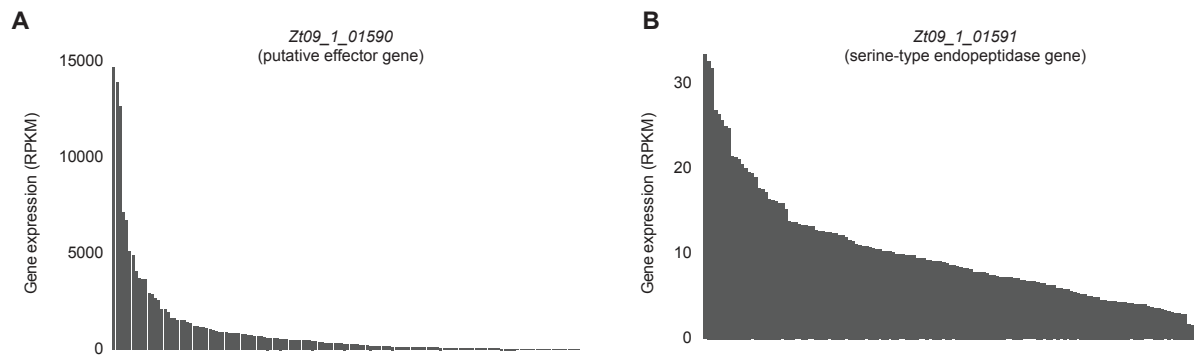 A
Zt09_1_01590
(putative effector gene)
Gene expression (RPKM)
15000
10000
5000
0
B
Zt09_1_01591
(serine-type endopeptidase gene)
Gene expression (RPKM)
30
20
10
0